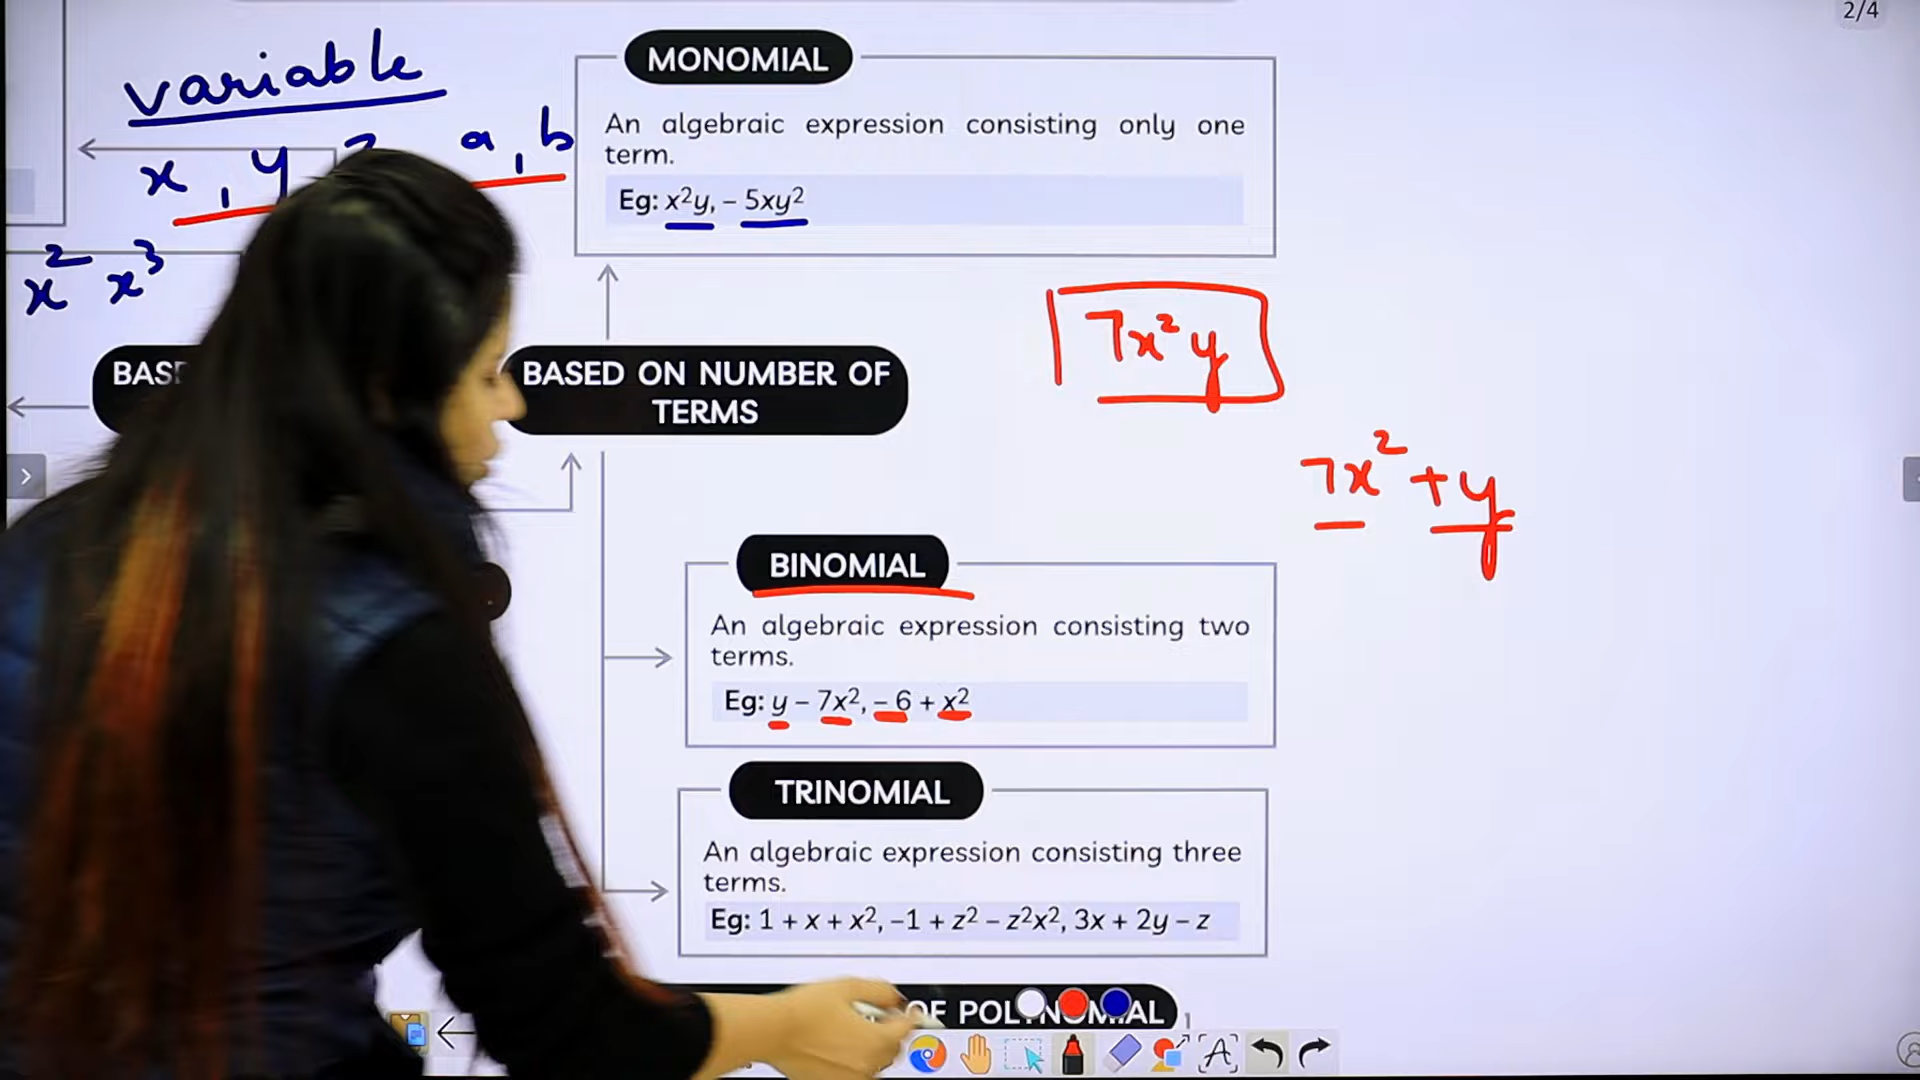 2/4
variable
x , y
a , b
x² x³
MONOMIAL
An algebraic expression consisting only one
term.
Eg: x²y, – 5xy²
7x²y
BASED ON NUMBER OF
TERMS
7x² + y
BINOMIAL
An algebraic expression consisting two
terms.
Eg: y – 7x², – 6 + x²
TRINOMIAL
An algebraic expression consisting three
terms.
Eg: 1 + x + x², –1 + z² – z²x², 3x + 2y – z
OF POLYNOMIAL